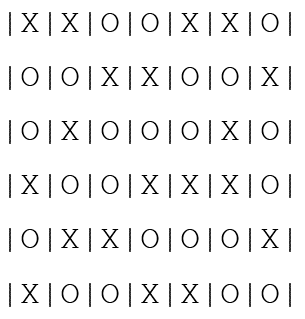 | X | X | O | O | X | X | O |
| O | O | X | X | O | O | X |
| O | X | O | O | O | X | O |
| X | O | O | X | X | X | O |
| O | X | X | O | O | O | X |
| X | O | O | X | X | O | O |